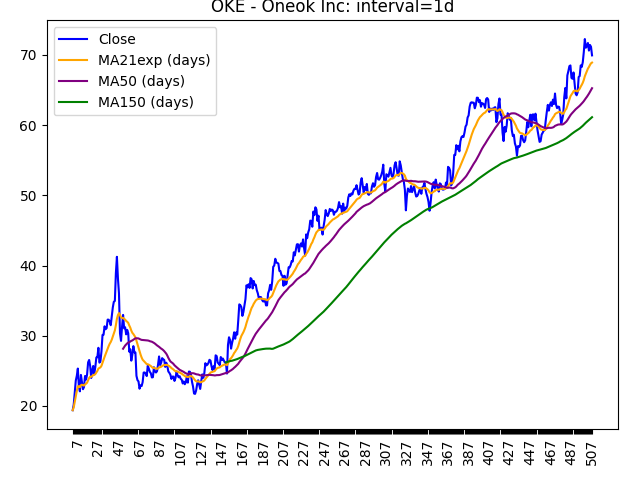 OKE - Oneok Inc: interval=1d
Close
MA21exp (days)
MA50 (days)
MA150 (days)
70
60
50
40
30
20
7 27 47 67 87 107 127 147 167 187 207 227 247 267 287 307 327 347 367 387 407 427 447 467 487 507